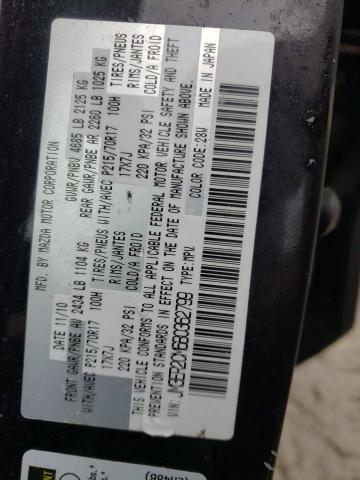 MFD. BY MAZDA MOTOR CORPORATION
DATE 11/10
GVWR/PNBV 4685 LB 2125 KG
FRONT GAWR/PNBE AV 2434 LB 1104 KG
REAR GAWR/PNBE AR 2260 LB 1025 KG
WITH/AVEC P215/70R17 100H TIRES/PNEUS
WITH/AVEC P215/70R17 100H TIRES/PNEUS
17X7J RIMS/JANTES
17X7J RIMS/JANTES
220 KPA/32 PSI COLD/A FROID
220 KPA/32 PSI COLD/A FROID
THIS VEHICLE CONFORMS TO ALL APPLICABLE FEDERAL MOTOR VEHICLE SAFETY AND THEFT
PREVENTION STANDARDS IN EFFECT ON THE DATE OF MANUFACTURE SHOWN ABOVE.
VIN: TYPE:MPV.
COLOR CODE:28W MADE IN JAPAN
(EN48B)